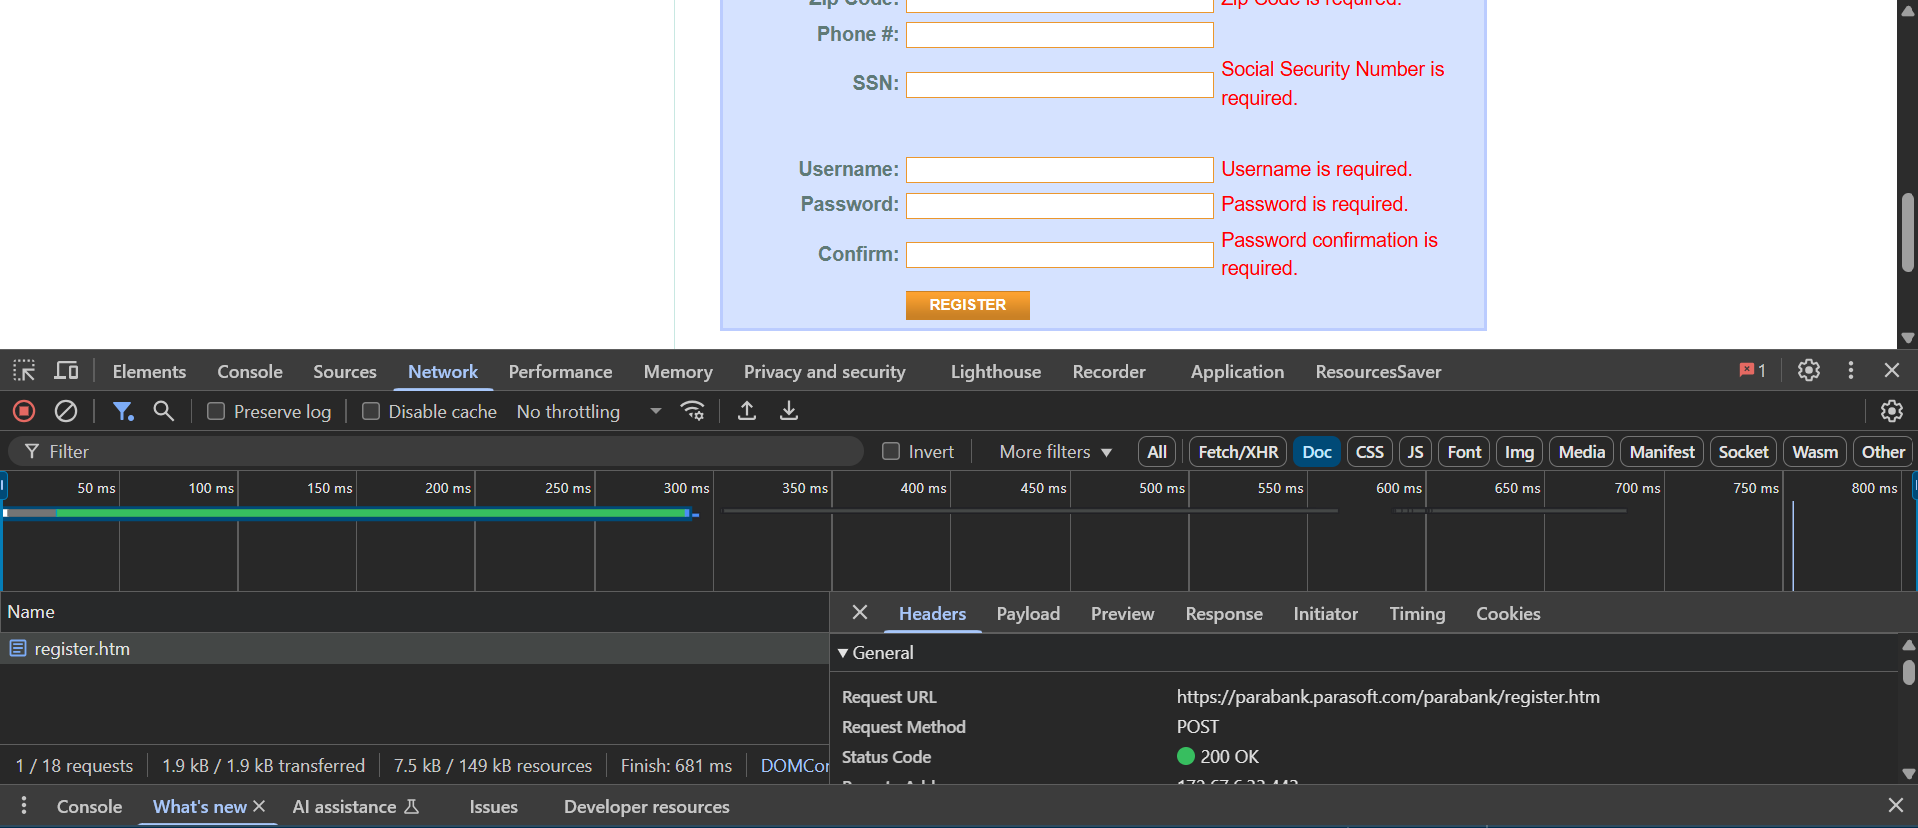 Zip Code: Zip Code is required.
Phone #:
SSN: Social Security Number is
required.
Username: Username is required.
Password: Password is required.
Confirm: Password confirmation is
required.
REGISTER
Elements Console Sources Network Performance Memory Privacy and security Lighthouse Recorder Application ResourcesSaver 1
Preserve log Disable cache No throttling
Filter Invert More filters All Fetch/XHR Doc CSS JS Font Img Media Manifest Socket Wasm Other
50 ms 100 ms 150 ms 200 ms 250 ms 300 ms 350 ms 400 ms 450 ms 500 ms 550 ms 600 ms 650 ms 700 ms 750 ms 800 ms
Name
register.htm
Headers Payload Preview Response Initiator Timing Cookies
General
Request URL https://parabank.parasoft.com/parabank/register.htm
Request Method POST
Status Code 200 OK
1 / 18 requests 1.9 kB / 1.9 kB transferred 7.5 kB / 149 kB resources Finish: 681 ms DOMCon
Console What's new AI assistance Issues Developer resources